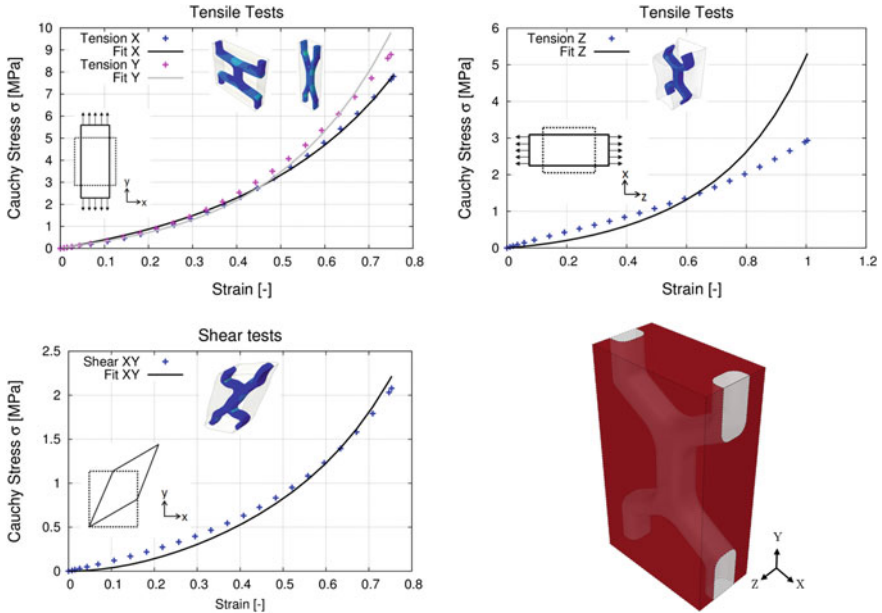 Tensile Tests
Tension X
Fit X
Tension Y
Fit Y
Cauchy Stress σ [MPa]
10
9
8
7
6
5
4
3
2
1
0
y
x
0 0.1 0.2 0.3 0.4 0.5 0.6 0.7 0.8
Strain [-]
Tensile Tests
Tension Z
Fit Z
Cauchy Stress σ [MPa]
6
5
4
3
2
1
0
x
z
0 0.2 0.4 0.6 0.8 1 1.2
Strain [-]
Shear tests
Shear XY
Fit XY
Cauchy Stress σ [MPa]
2.5
2
1.5
1
0.5
0
y
x
0 0.1 0.2 0.3 0.4 0.5 0.6 0.7 0.8
Strain [-]
Y
Z X